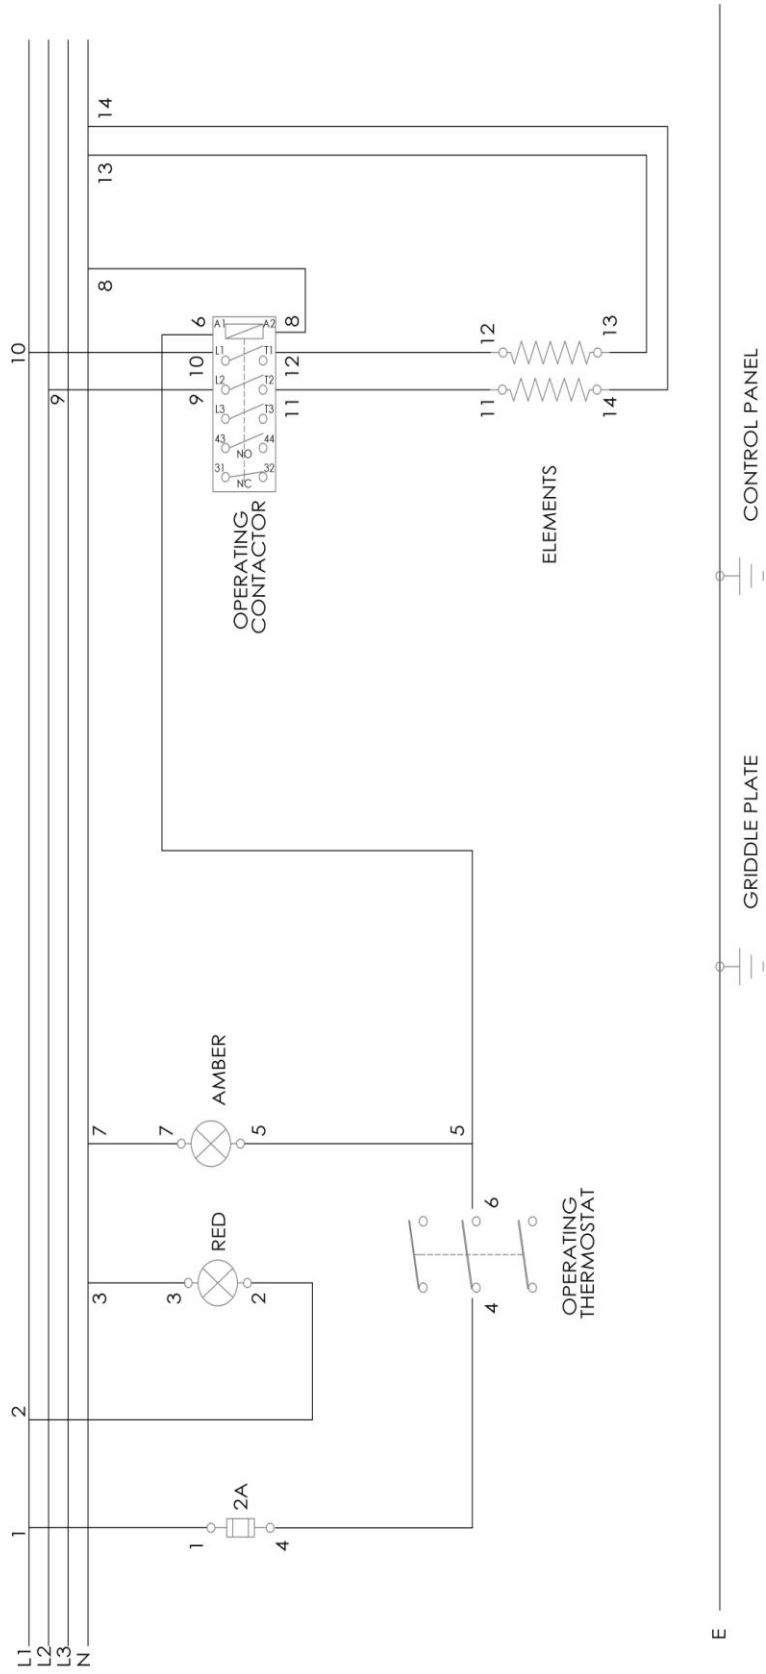 L1
L2
L3
N
1
2
3
7
9
10
8
13
14
1
2A
4
3
RED
2
7
AMBER
5
5
4
6
OPERATING
THERMOSTAT
6
10
9
A1
L1
L2
L3
43
31
A2
T1
T2
T3
44
32
NO
NC
8
12
11
OPERATING
CONTACTOR
12
11
13
14
ELEMENTS
E
GRIDDLE PLATE
CONTROL PANEL